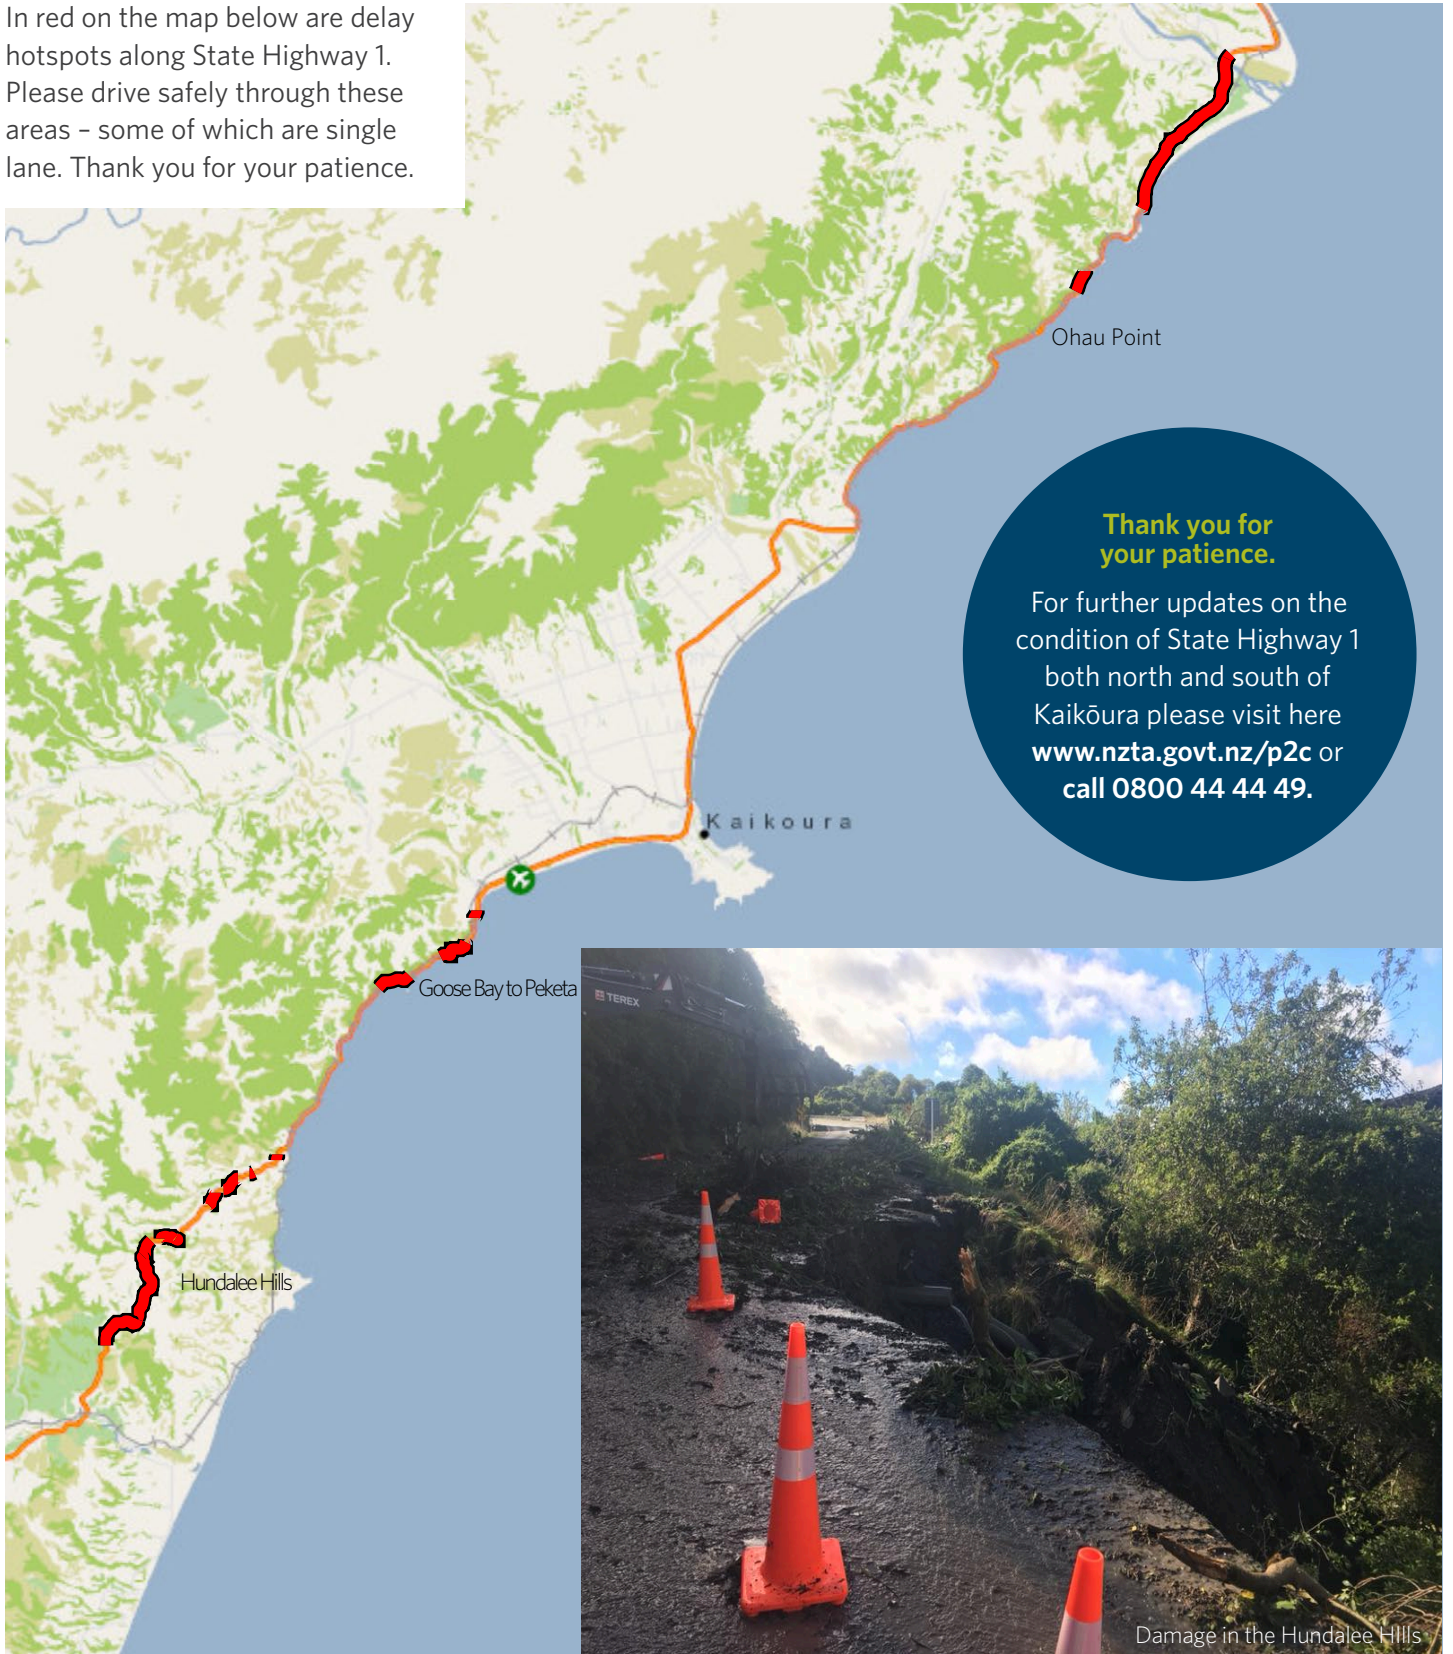 In red on the map below are delay
hotspots along State Highway 1.
Please drive safely through these
areas – some of which are single
lane. Thank you for your patience.
Ohau Point
Thank you for
your patience.
For further updates on the
condition of State Highway 1
both north and south of
Kaikōura please visit here
www.nzta.govt.nz/p2c or
call 0800 44 44 49.
Kaikoura
Goose Bay to Peketa
TEREX
Hundalee Hills
Damage in the Hundalee HIlls